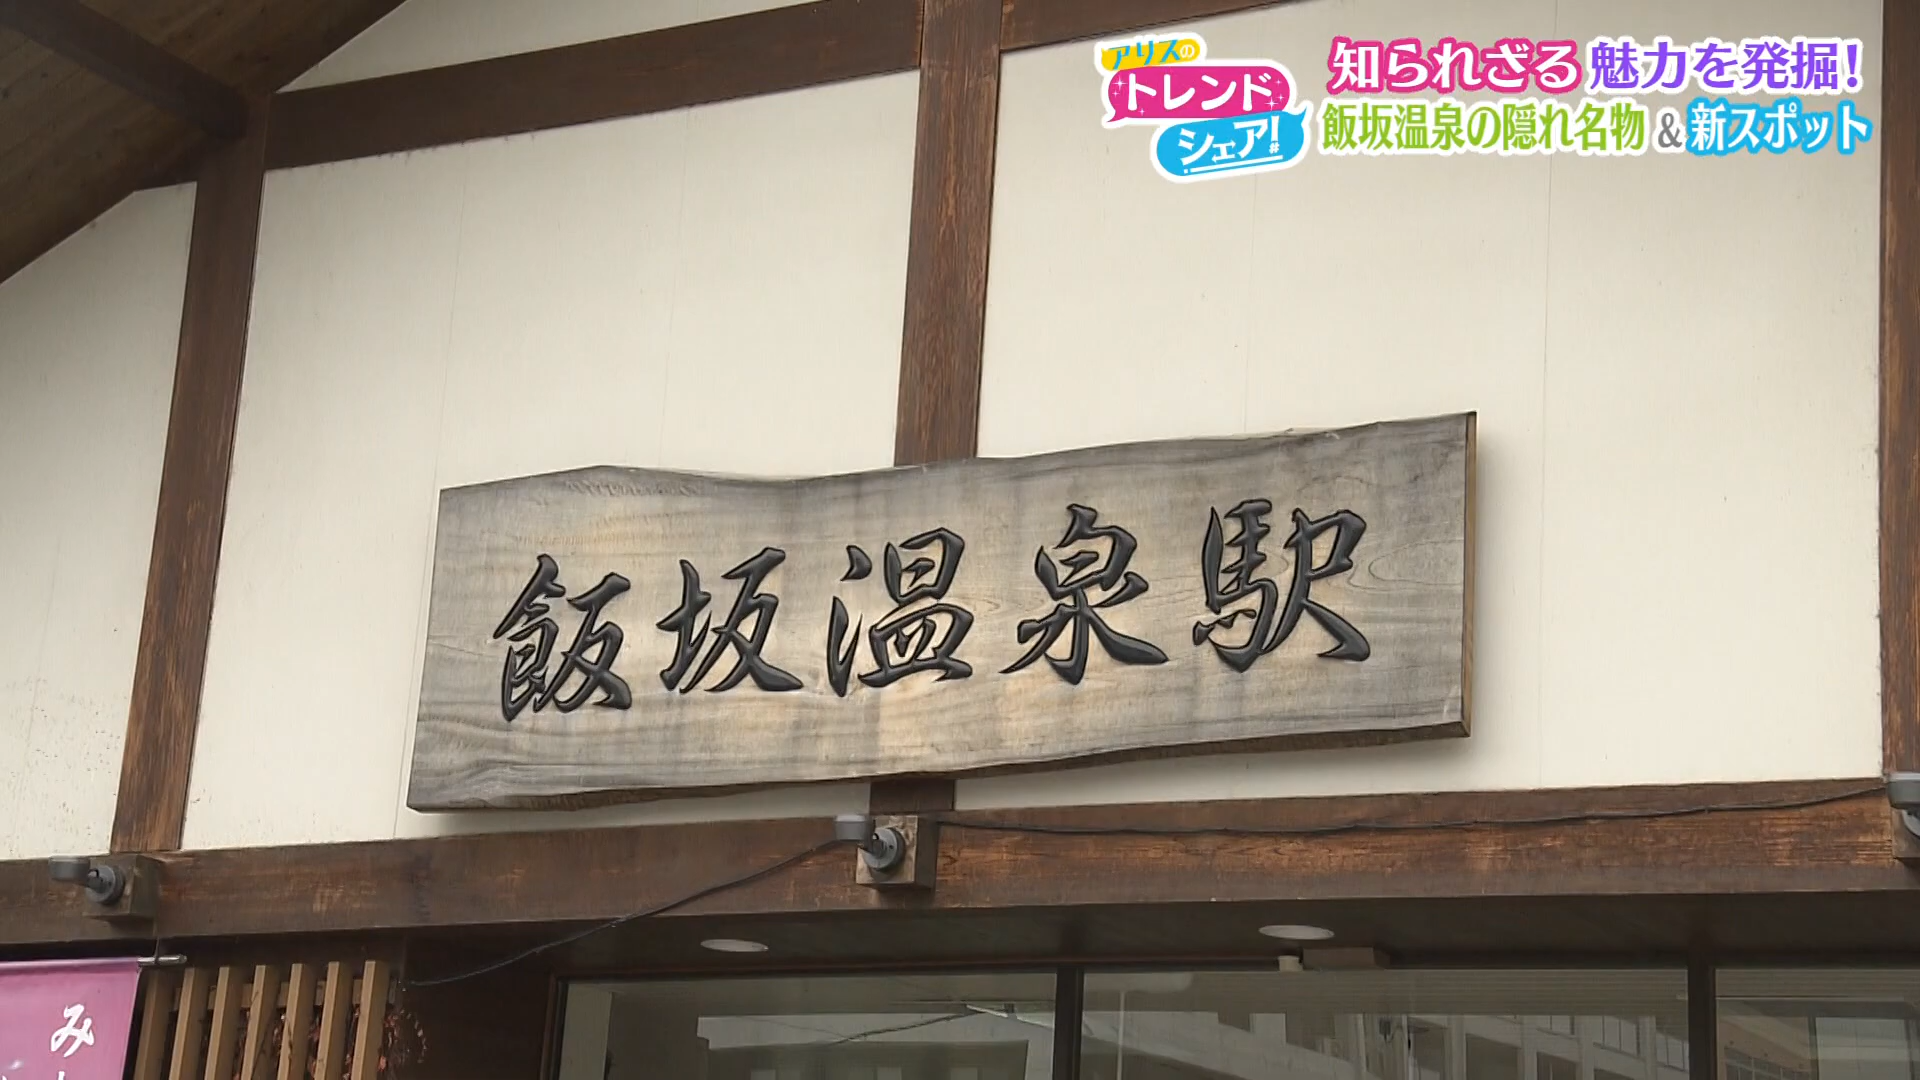 アリスの
トレンド
シェア!
知られざる魅力を発掘!
飯坂温泉の隠れ名物&新スポット
飯坂温泉駅
み